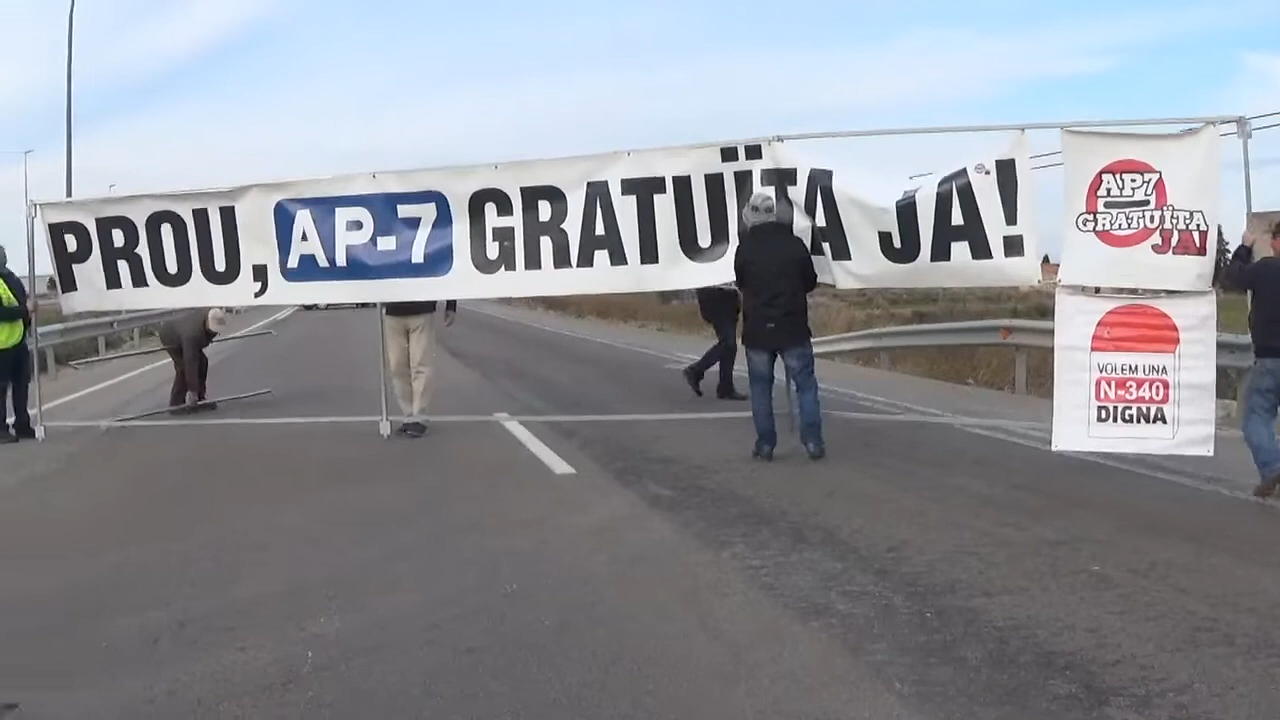 PROU, AP-7 GRATUÏTA JA!
AP7
GRATUÏTA
JA!
VOLEM UNA
N-340
DIGNA